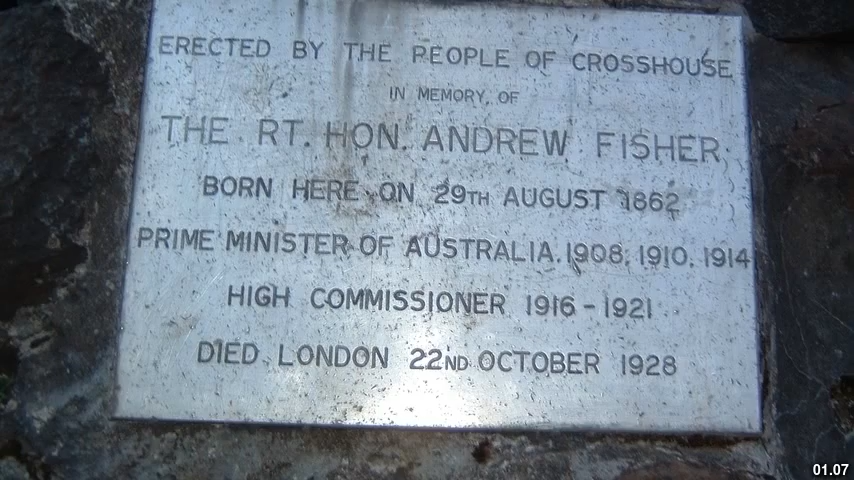 ERECTED BY THE PEOPLE OF CROSSHOUSE
IN MEMORY OF
THE RT. HON. ANDREW FISHER
BORN HERE ON 29TH AUGUST 1862
PRIME MINISTER OF AUSTRALIA. 1908, 1910, 1914
HIGH COMMISSIONER 1916 - 1921
DIED LONDON 22ND OCTOBER 1928
01.07